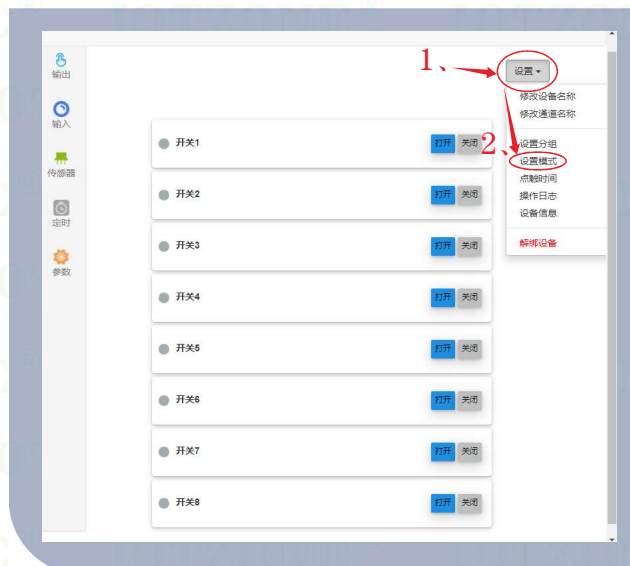 输出
输入
传感器
定时
参数
1、
设置
修改设备名称
修改通道名称
2、
设置分组
设置模式
点触时间
操作日志
设备信息
解绑设备
开关1 打开 关闭
开关2 打开 关闭
开关3 打开 关闭
开关4 打开 关闭
开关5 打开 关闭
开关6 打开 关闭
开关7 打开 关闭
开关8 打开 关闭